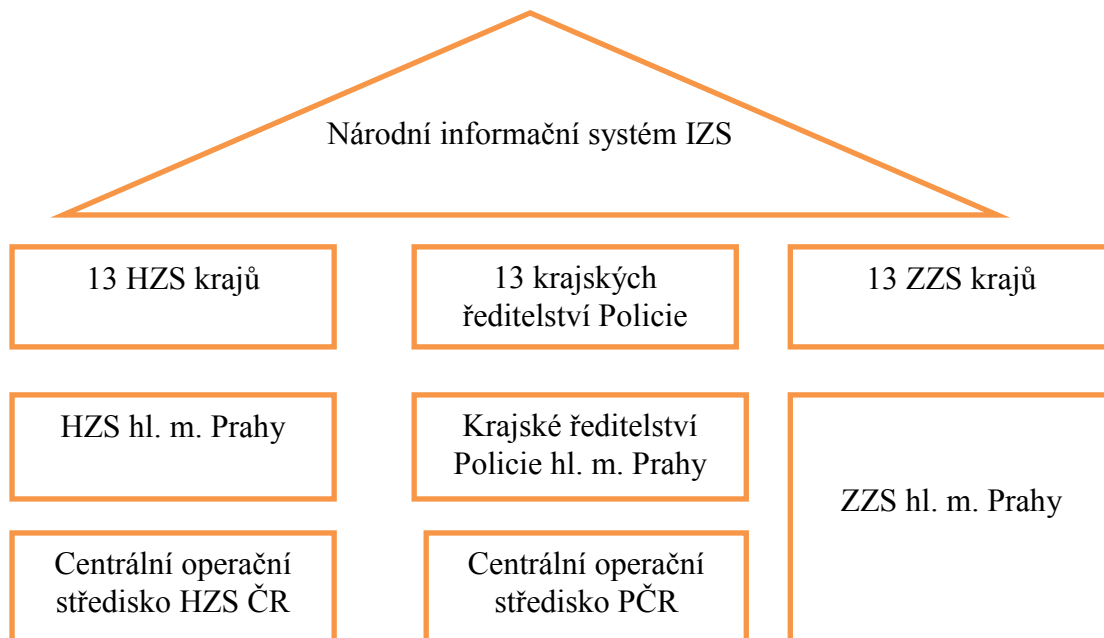 Národní informační systém IZS
13 HZS krajů
13 krajských
ředitelství Policie
13 ZZS krajů
HZS hl. m. Prahy
Krajské ředitelství
Policie hl. m. Prahy
ZZS hl. m. Prahy
Centrální operační
středisko HZS ČR
Centrální operační
středisko PČR